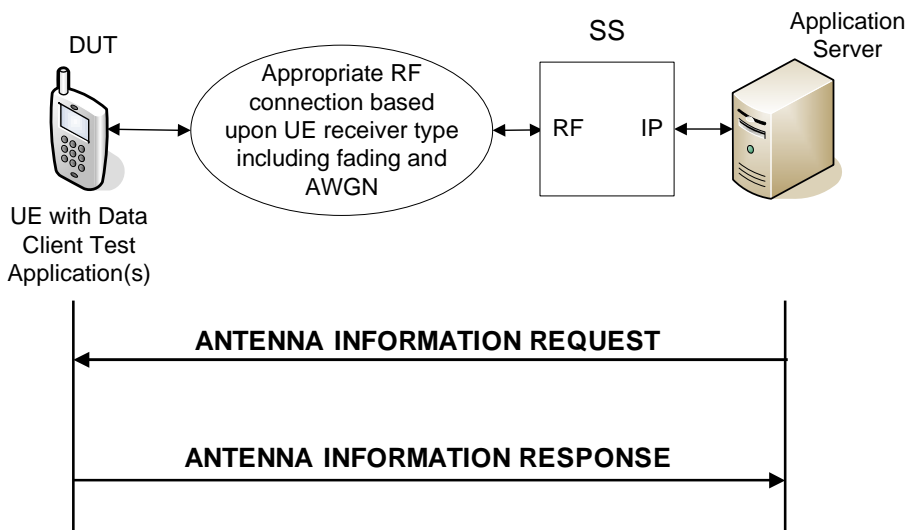 DUT
UE with Data
Client Test
Application(s)
Appropriate RF
connection based
upon UE receiver type
including fading and
AWGN
SS
RF
IP
Application
Server
ANTENNA INFORMATION REQUEST
ANTENNA INFORMATION RESPONSE